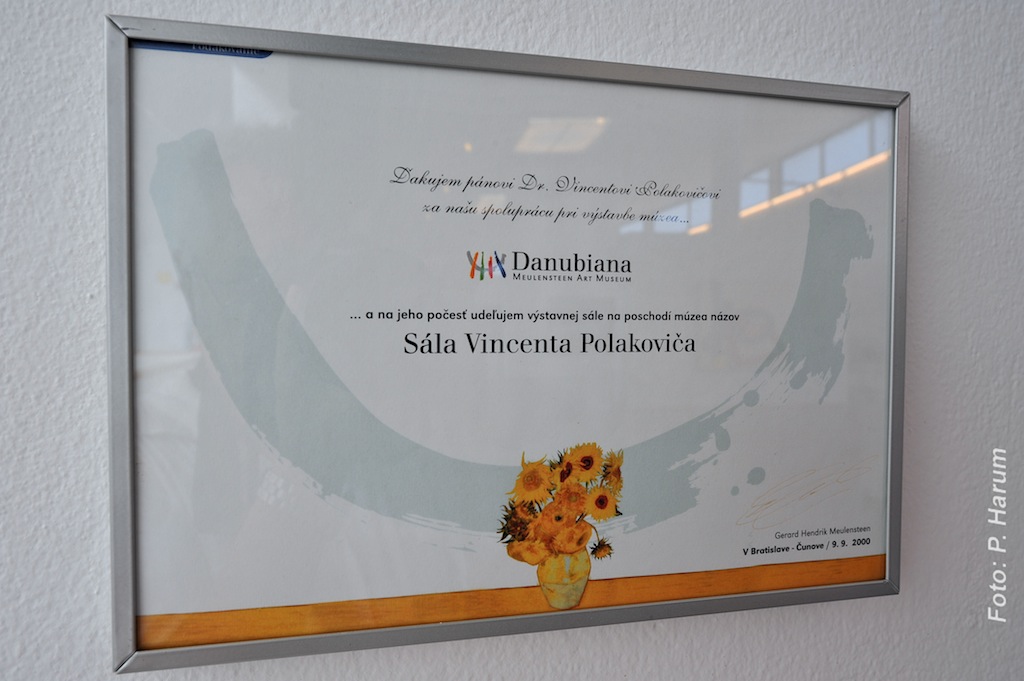 Poďakovanie
Ďakujem pánovi Dr. Vincentovi Polakovičovi
za našu spoluprácu pri výstavbe múzea...
Danubiana
MEULENSTEEN ART MUSEUM
... a na jeho počesť udeľujem výstavnej sále na poschodí múzea názov
Sála Vincenta Polakoviča
Gerard Hendrik Meulensteen
V Bratislave - Čunove / 9. 9. 2000
Foto: P. Harum